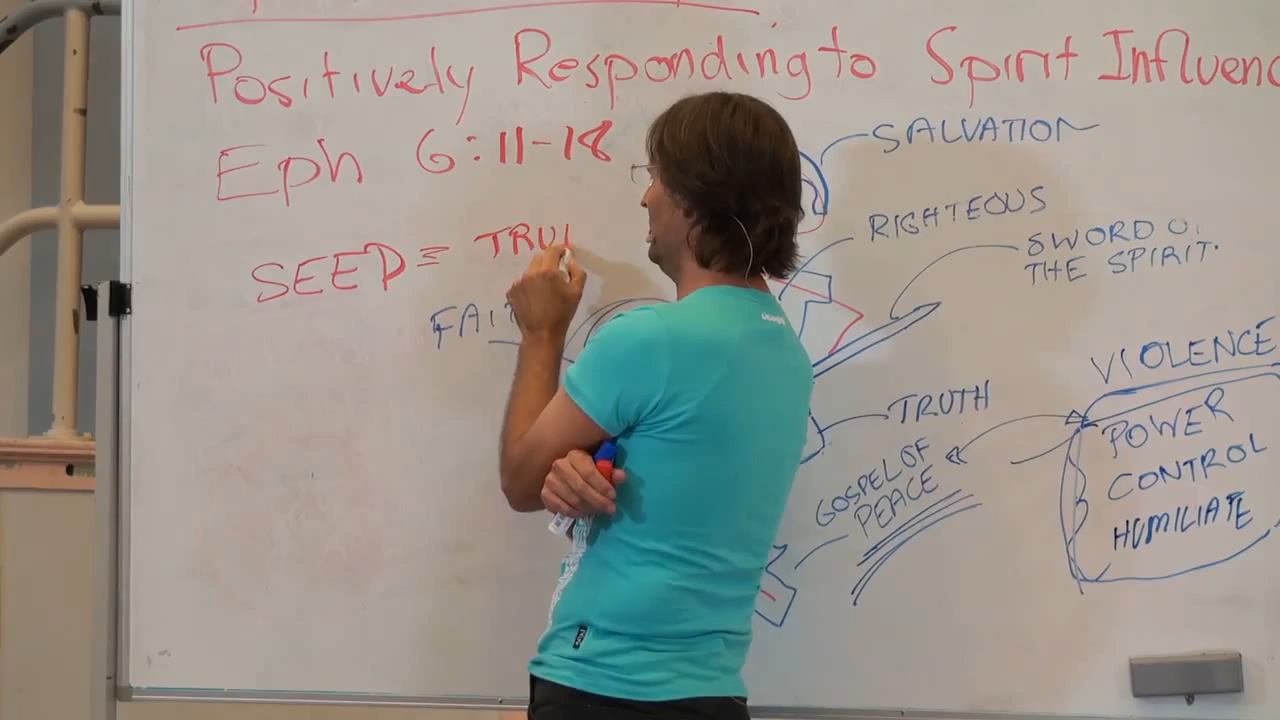 Positively Responding to Spirit Influenc
Eph 6:11-18
SALVATION
RIGHTEOUS
SWORD O
THE SPIRIT.
SEED ≡ TRU
FAIT
VIOLENCE
POWER
CONTROL
HUMILIATE
TRUTH
GOSPEL OF
PEACE